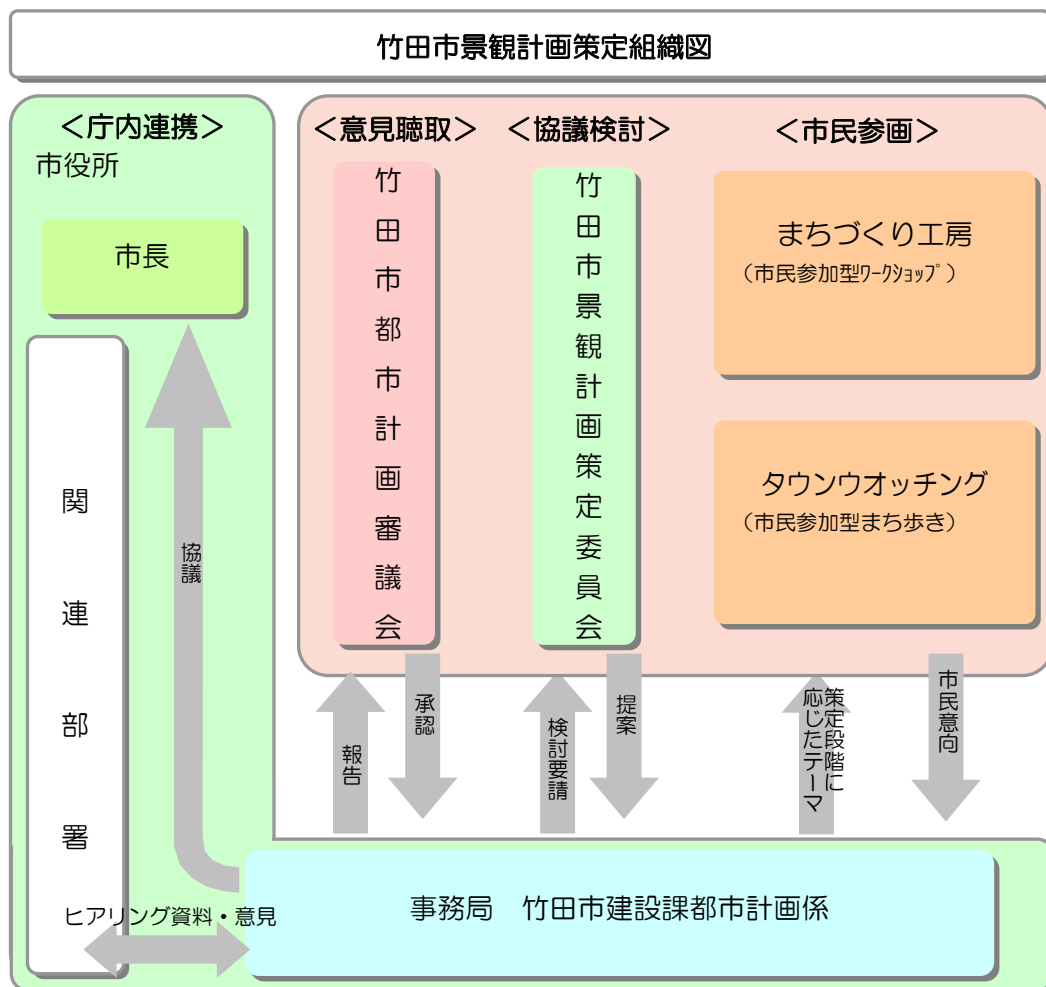 竹田市景観計画策定組織図
＜庁内連携＞
市役所
市長
関連部署
協議
＜意見聴取＞
竹田市都市計画審議会
＜協議検討＞
竹田市景観計画策定委員会
＜市民参画＞
まちづくり工房
（市民参加型ﾜｰｸｼｮｯﾌﾟ）
タウンウオッチング
（市民参加型まち歩き）
報告
承認
検討要請
提案
策定段階に
応じたテーマ
市民意向
ヒアリング資料・意見
事務局　竹田市建設課都市計画係